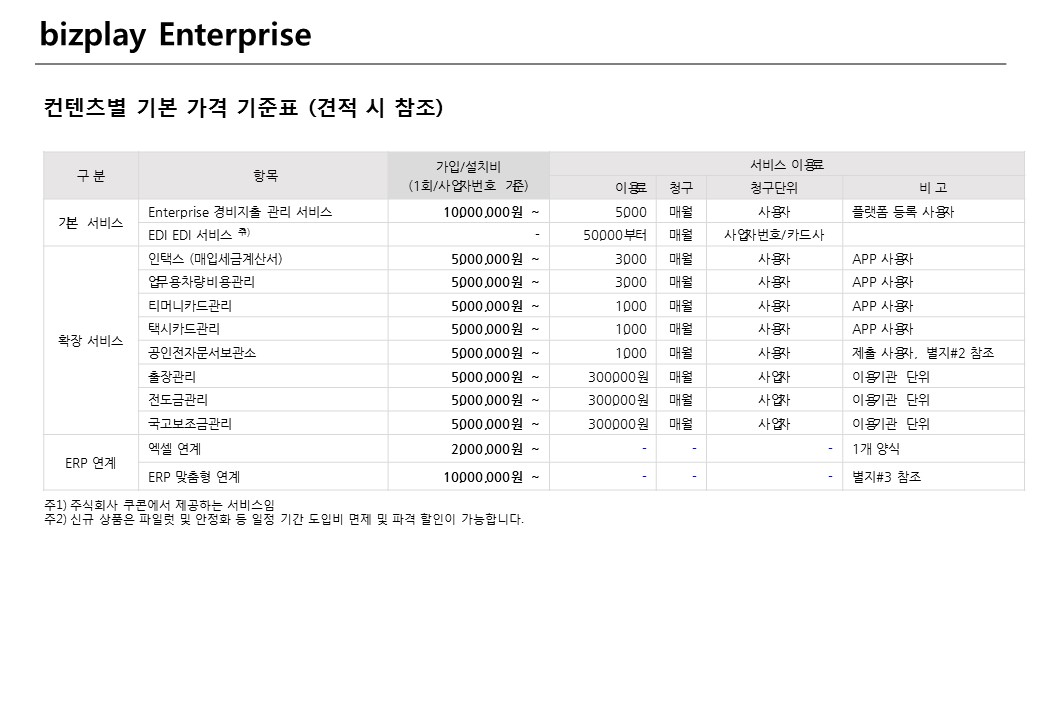 bizplay Enterprise
컨텐츠별 기본 가격 기준표 (견적 시 참조)
구 분 항목 가입/설치비 (1회/사업자번호 기준) 서비스 이용료
이용료 청구 청구단위 비 고
기본 서비스 Enterprise 경비지출 관리 서비스 10,000,000원 ~ 5,000 매월 사용자 플랫폼 등록 사용자
EDI EDI 서비스 주) - 50,000부터 매월 사업자번호/카드사
확장 서비스 인택스 (매입세금계산서) 5,000,000원 ~ 3,000 매월 사용자 APP 사용자
업무용차량비용관리 5,000,000원 ~ 3,000 매월 사용자 APP 사용자
티머니카드관리 5,000,000원 ~ 1,000 매월 사용자 APP 사용자
택시카드관리 5,000,000원 ~ 1,000 매월 사용자 APP 사용자
공인전자문서보관소 5,000,000원 ~ 1,000 매월 사용자 제출 사용자, 별지#2 참조
출장관리 5,000,000원 ~ 300,000원 매월 사업자 이용기관 단위
전도금관리 5,000,000원 ~ 300,000원 매월 사업자 이용기관 단위
국고보조금관리 5,000,000원 ~ 300,000원 매월 사업자 이용기관 단위
ERP 연계 엑셀 연계 2,000,000원 ~ - - - 1개 양식
ERP 맞춤형 연계 10,000,000원 ~ - - - 별지#3 참조
주1) 주식회사 쿠콘에서 제공하는 서비스임
주2) 신규 상품은 파일럿 및 안정화 등 일정 기간 도입비 면제 및 파격 할인이 가능합니다.